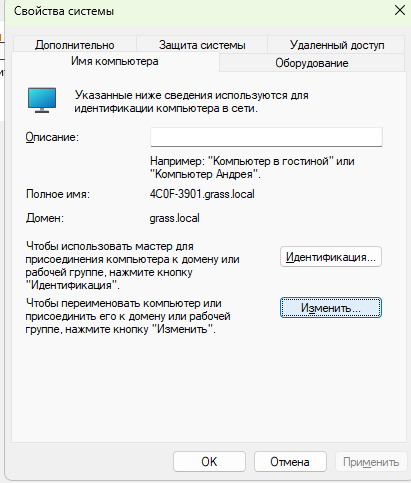 Свойства системы
Дополнительно
Защита системы
Удаленный доступ
Имя компьютера
Оборудование
Указанные ниже сведения используются для
идентификации компьютера в сети.
Описание:
Например: "Компьютер в гостиной" или
"Компьютер Андрея".
Полное имя:
4C0F-3901.grass.local
Домен:
grass.local
Чтобы использовать мастер для
присоединения компьютера к домену или
рабочей группе, нажмите кнопку
"Идентификация".
Идентификация...
Чтобы переименовать компьютер или
присоединить его к домену или рабочей
группе, нажмите кнопку "Изменить".
Изменить...
OK
Отмена
Применить